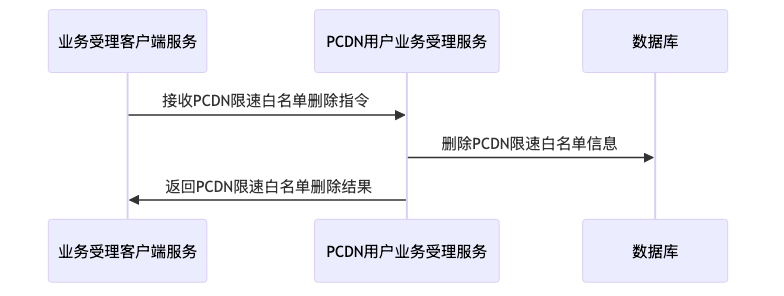 业务受理客户端服务
PCDN用户业务受理服务
数据库
接收PCDN限速白名单删除指令
删除PCDN限速白名单信息
返回PCDN限速白名单删除结果
业务受理客户端服务
PCDN用户业务受理服务
数据库